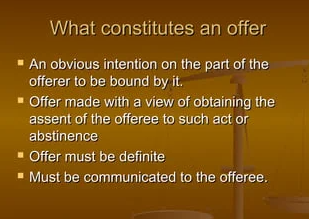 What constitutes an offer
An obvious intention on the part of the
offerer to be bound by it.
Offer made with a view of obtaining the
assent of the offeree to such act or
abstinence
Offer must be definite
Must be communicated to the offeree.